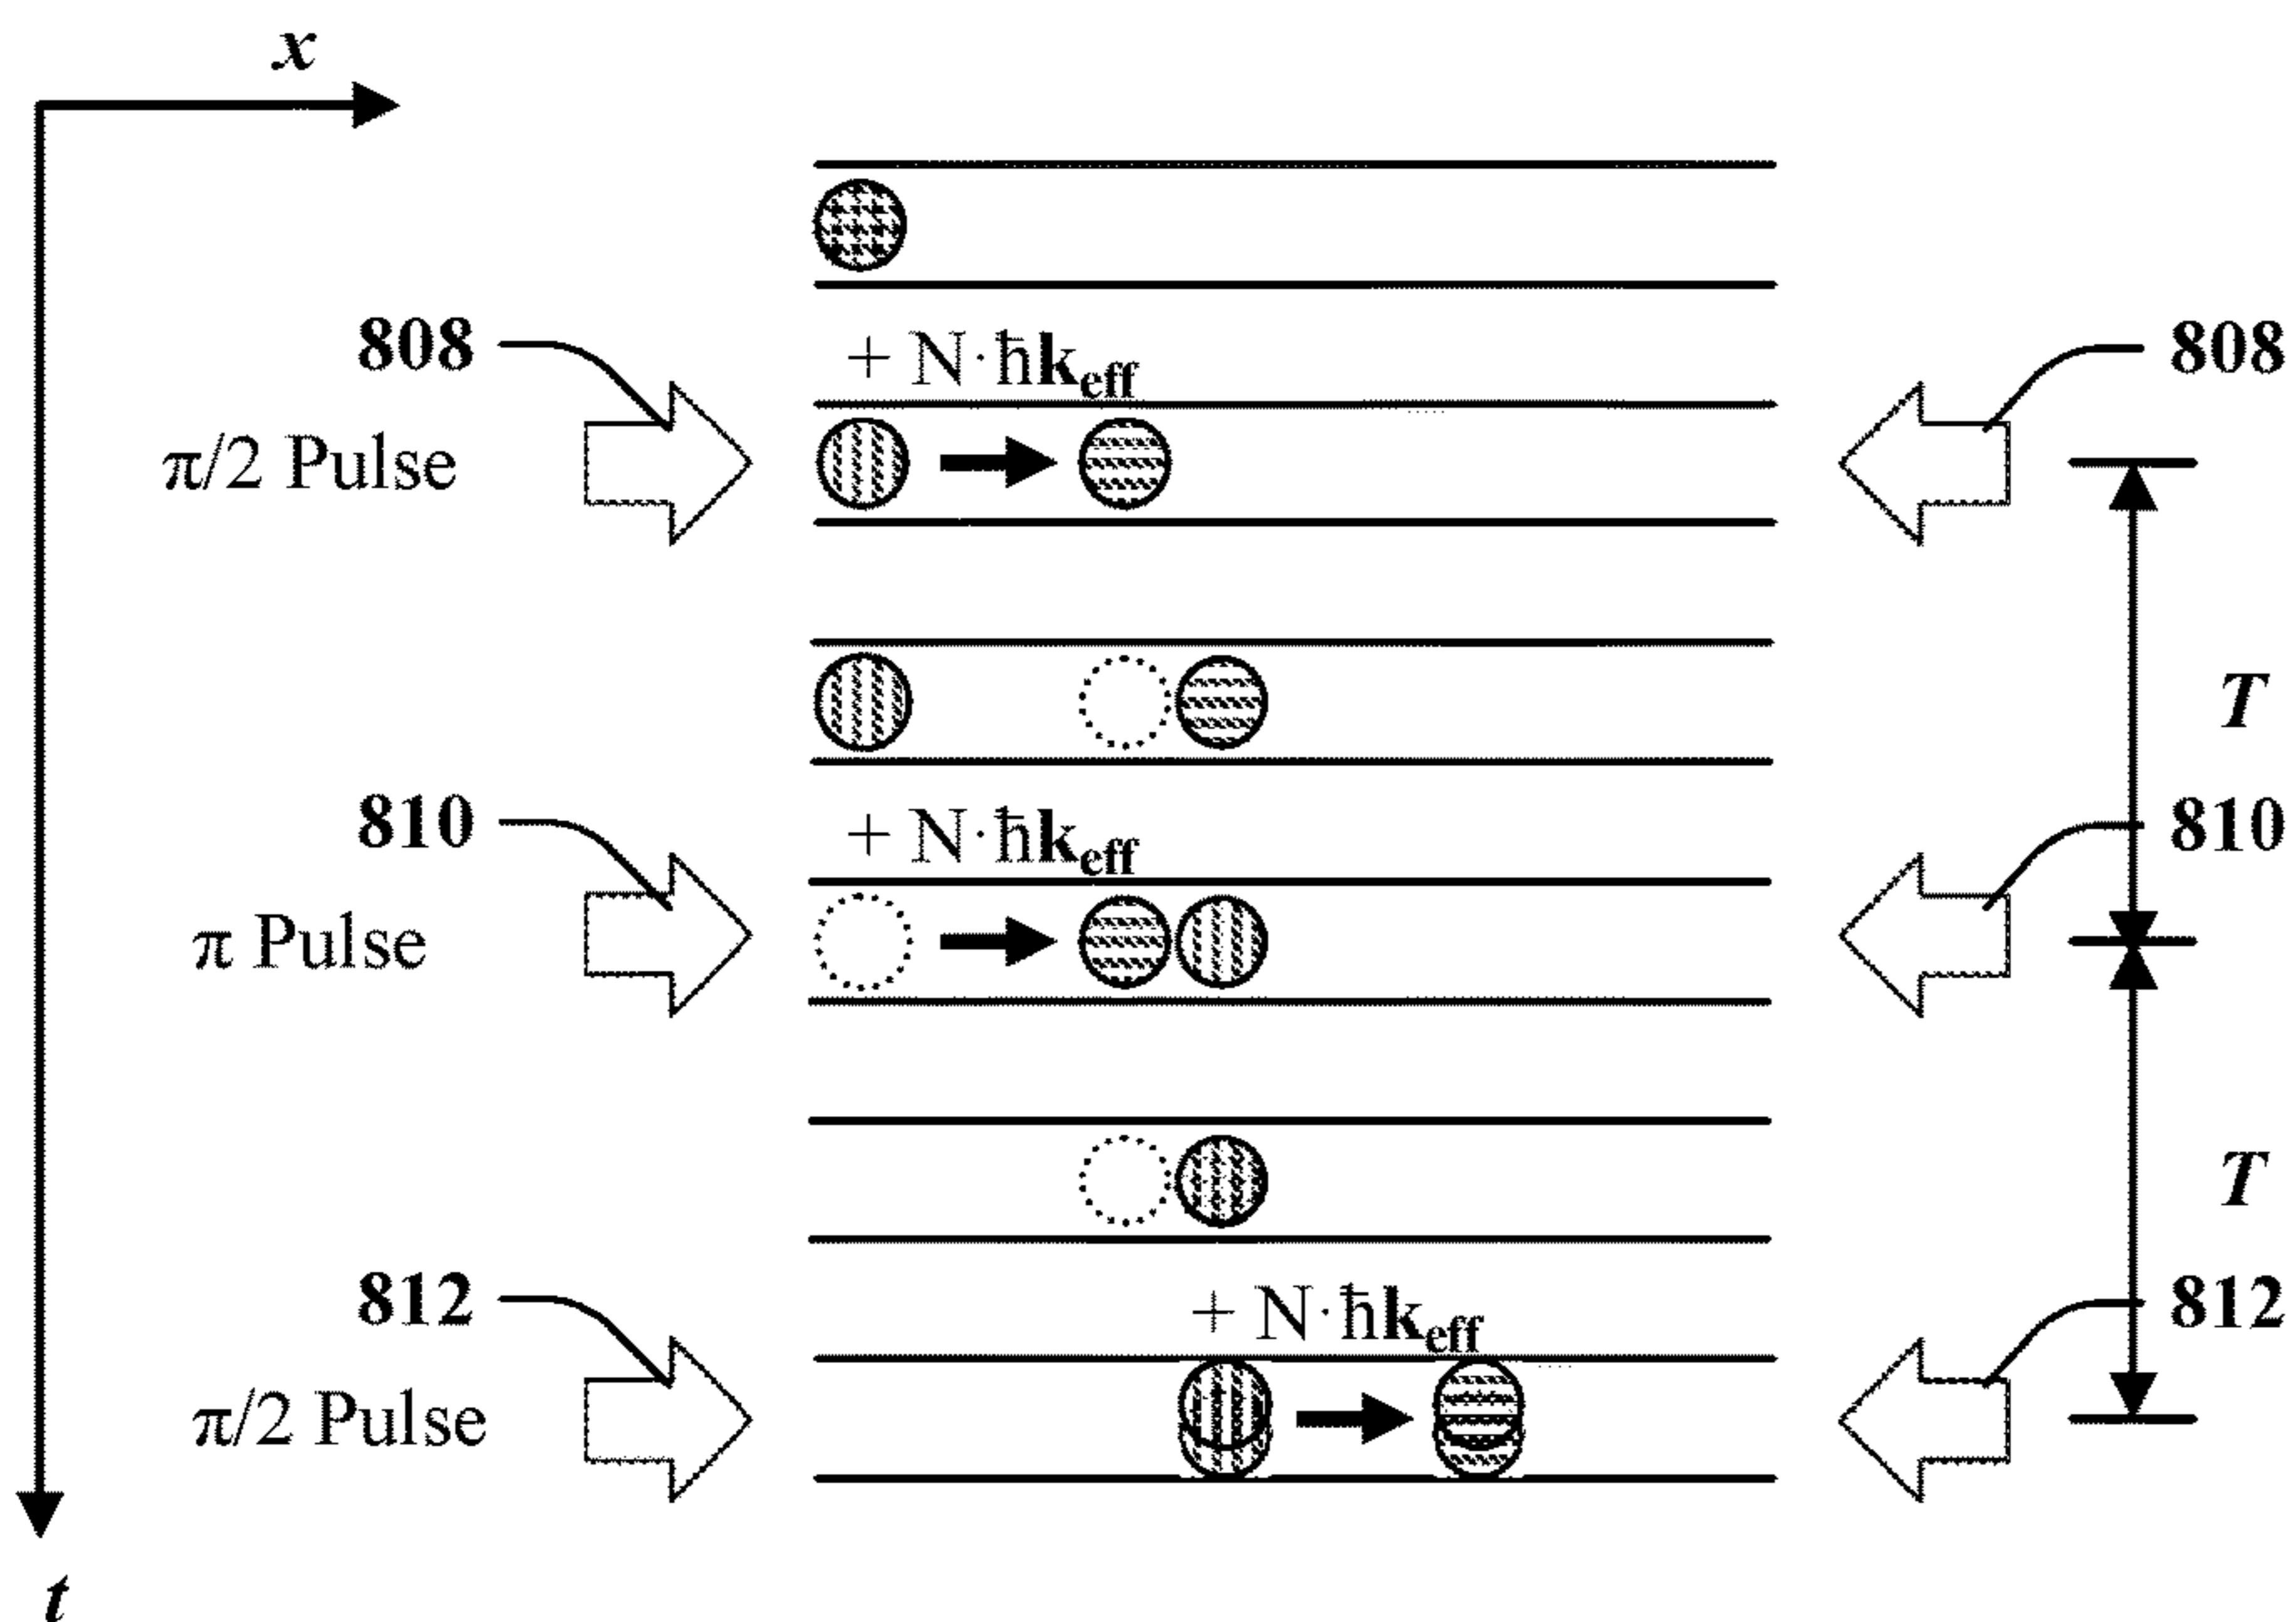 x
+ N·ħk_eff
808
808
π/2 Pulse
T
+ N·ħk_eff
810
810
π Pulse
T
+ N·ħk_eff
812
812
π/2 Pulse
t